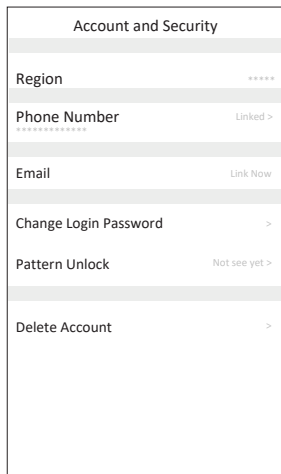 Account and Security
Region *****
Phone Number Linked >
*************
Email Link Now
Change Login Password >
Pattern Unlock Not see yet >
Delete Account >